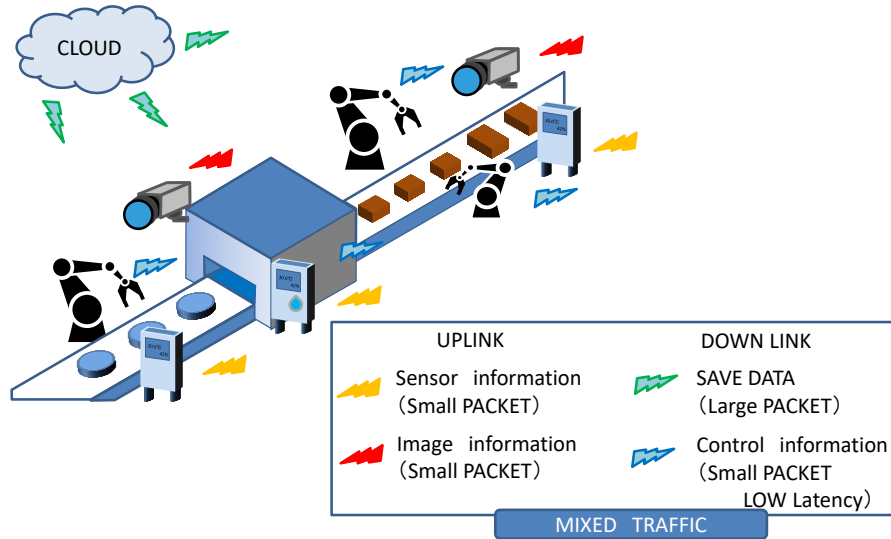 CLOUD
UPLINK
DOWN LINK
Sensor information
（Small PACKET）
SAVE DATA
（Large PACKET）
Image information
（Small PACKET）
Control information
（Small PACKET
LOW Latency）
MIXED TRAFFIC